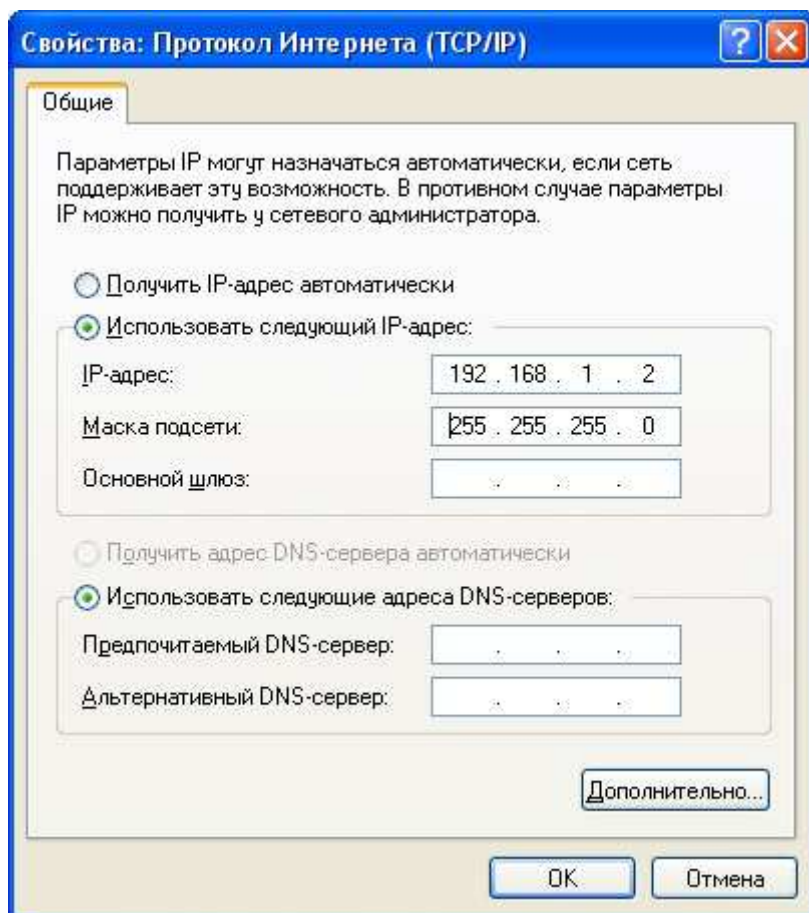 Свойства: Протокол Интернета (TCP/IP)
Общие
Параметры IP могут назначаться автоматически, если сеть
поддерживает эту возможность. В противном случае параметры
IP можно получить у сетевого администратора.
Получить IP-адрес автоматически
Использовать следующий IP-адрес:
IP-адрес: 192 . 168 . 1 . 2
Маска подсети: 255 . 255 . 255 . 0
Основной шлюз: . . .
Получить адрес DNS-сервера автоматически
Использовать следующие адреса DNS-серверов:
Предпочитаемый DNS-сервер: . . .
Альтернативный DNS-сервер: . . .
Дополнительно...
OK Отмена